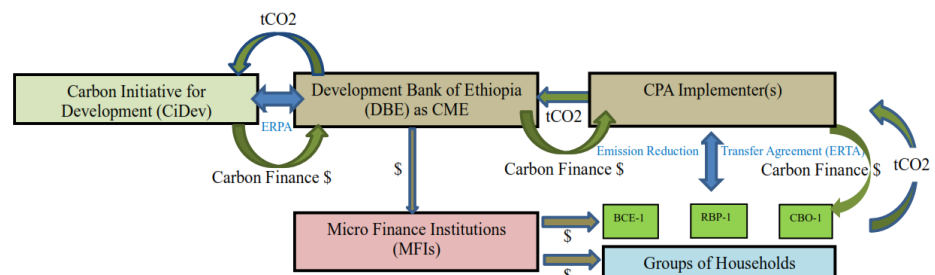 tCO2
Carbon Initiative for
Development (CiDev)
ERPA
Development Bank of Ethiopia
(DBE) as CME
tCO2
CPA Implementer(s)
Carbon Finance $
Carbon Finance $
Emission Reduction
Transfer Agreement (ERTA)
Carbon Finance $
tCO2
$
Micro Finance Institutions
(MFIs)
$
$
BCE-1
RBP-1
CBO-1
Groups of Households